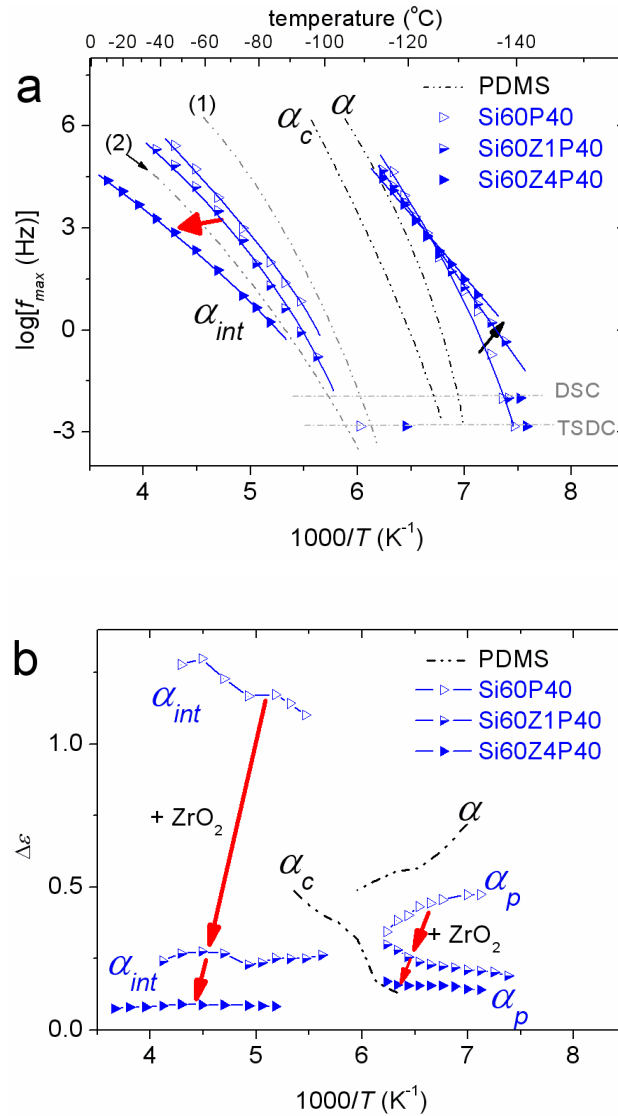 temperature (°C)
0 -20 -40 -60 -80 -100 -120 -140
a
(1)
(2)
α_c
α
PDMS
Si60P40
Si60Z1P40
Si60Z4P40
log[f_max (Hz)]
6
3
0
-3
α_int
DSC
TSDC
4 5 6 7 8
1000/T (K⁻¹)
b
PDMS
Si60P40
Si60Z1P40
Si60Z4P40
α_int
+ ZrO₂
Δε
1.0
0.5
0.0
α
α_c
α_p
+ ZrO₂
α_int
α_p
4 5 6 7 8
1000/T (K⁻¹)